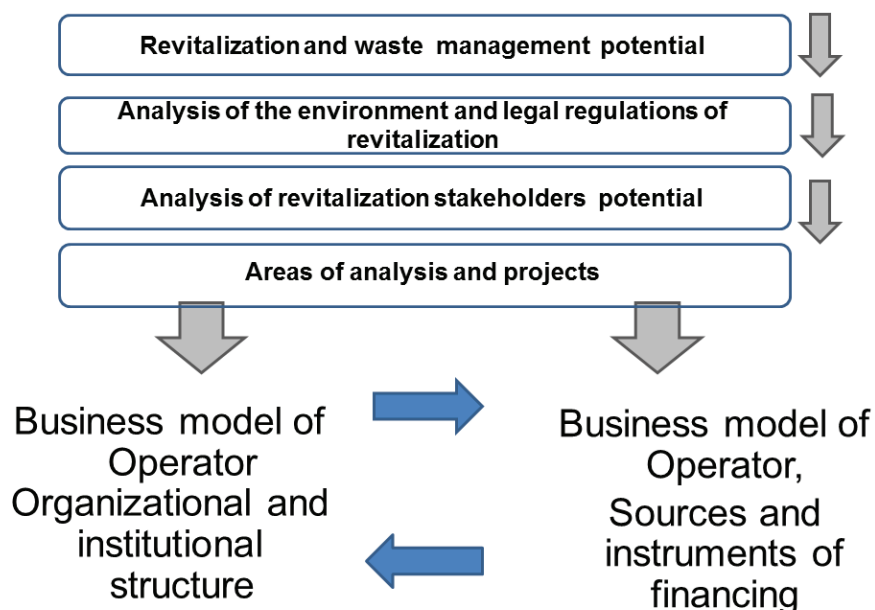 Revitalization and waste management potential
Analysis of the environment and legal regulations of
revitalization
Analysis of revitalization stakeholders potential
Areas of analysis and projects
Business model of
Operator
Organizational and
institutional
structure
Business model of
Operator,
Sources and
instruments of
financing